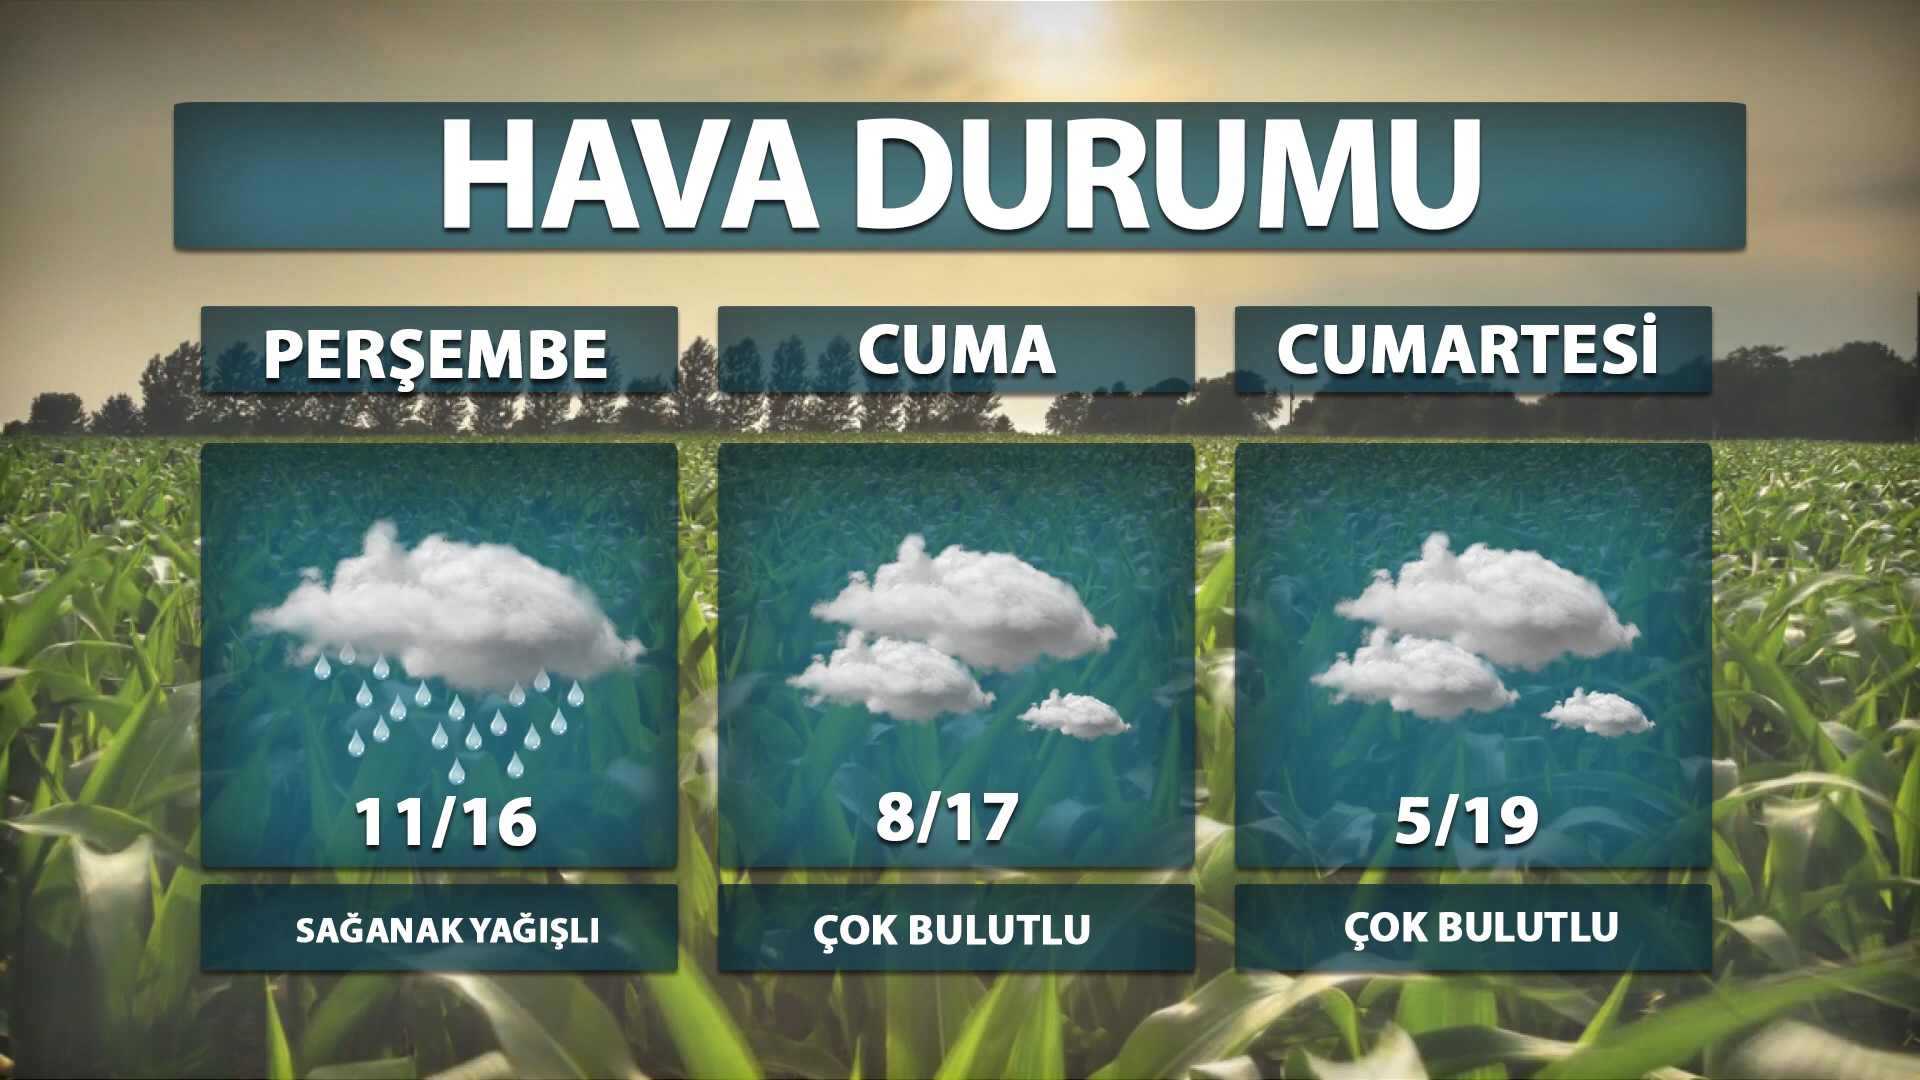 HAVA DURUMU
PERŞEMBE
CUMA
CUMARTESİ
11/16
8/17
5/19
SAĞANAK YAĞIŞLI
ÇOK BULUTLU
ÇOK BULUTLU